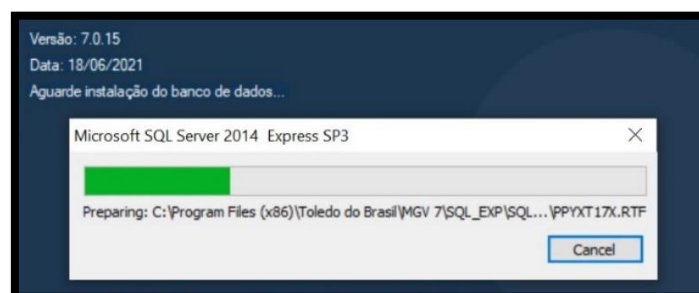 Versão: 7.0.15
Data: 18/06/2021
Aguarde instalação do banco de dados...
Microsoft SQL Server 2014 Express SP3
Preparing: C:\Program Files (x86)\Toledo do Brasil\MGV 7\SQL_EXP\SQL...\PPYXT17X.RTF
Cancel